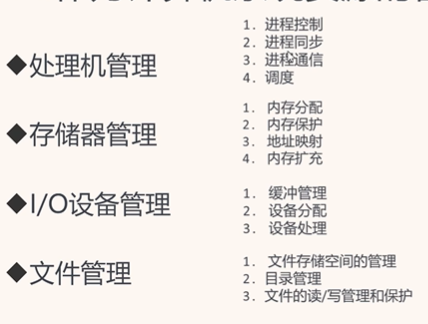 ◆处理机管理
1. 进程控制
2. 进程同步
3. 进程通信
4. 调度
◆存储器管理
1. 内存分配
2. 内存保护
3. 地址映射
4. 内存扩充
◆I/O设备管理
1. 缓冲管理
2. 设备分配
3. 设备处理
◆文件管理
1. 文件存储空间的管理
2. 目录管理
3. 文件的读/写管理和保护